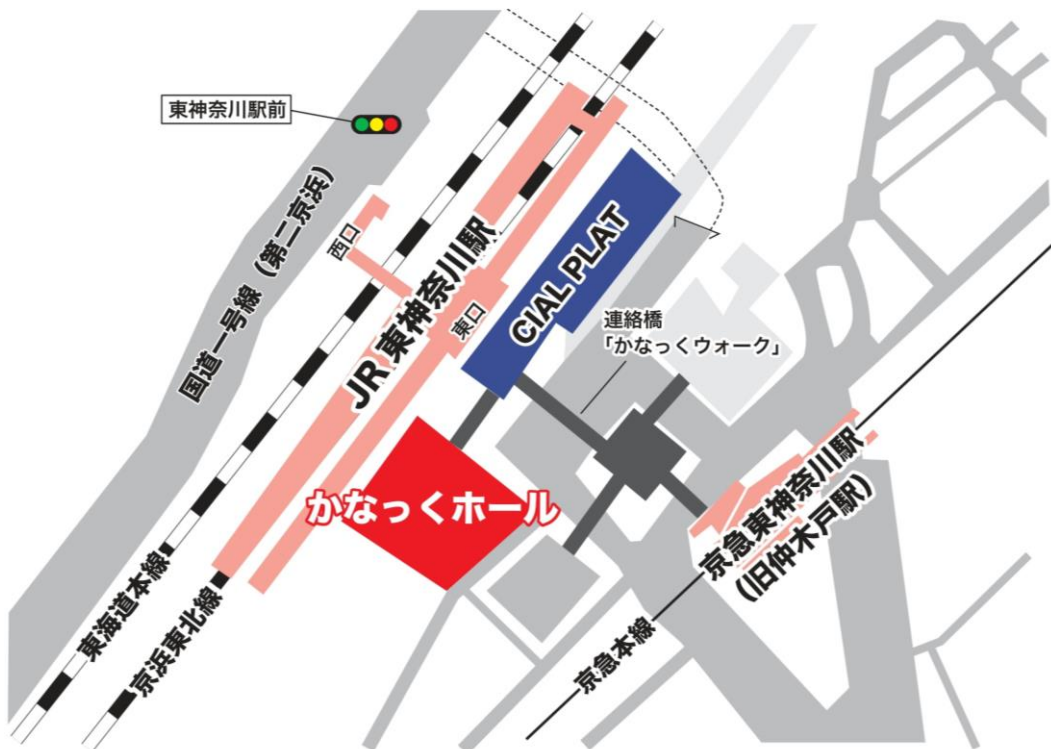 東神奈川駅前
国道一号線（第二京浜）
西口
JR 東神奈川駅
東口
CIAL PLAT
連絡橋
「かなっくウォーク」
かなっくホール
京急東神奈川駅
(旧仲木戸駅)
東海道本線
京浜東北線
京急本線